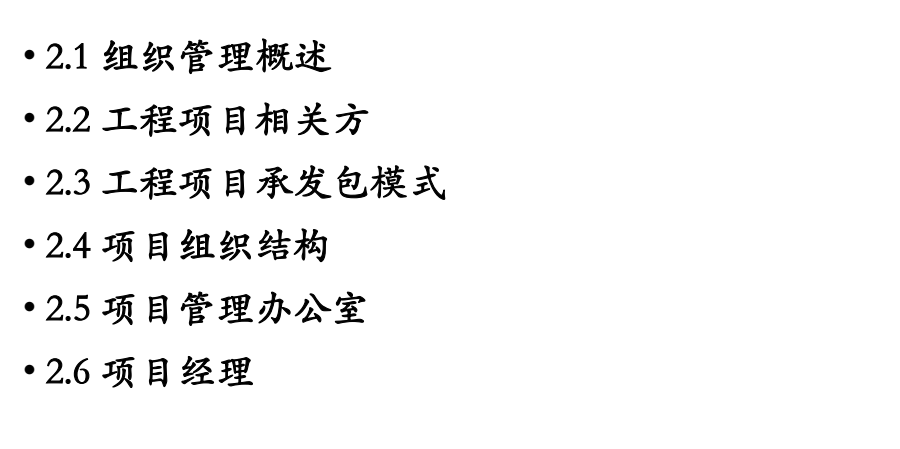 • 2.1 组织管理概述
• 2.2 工程项目相关方
• 2.3 工程项目承发包模式
• 2.4 项目组织结构
• 2.5 项目管理办公室
• 2.6 项目经理